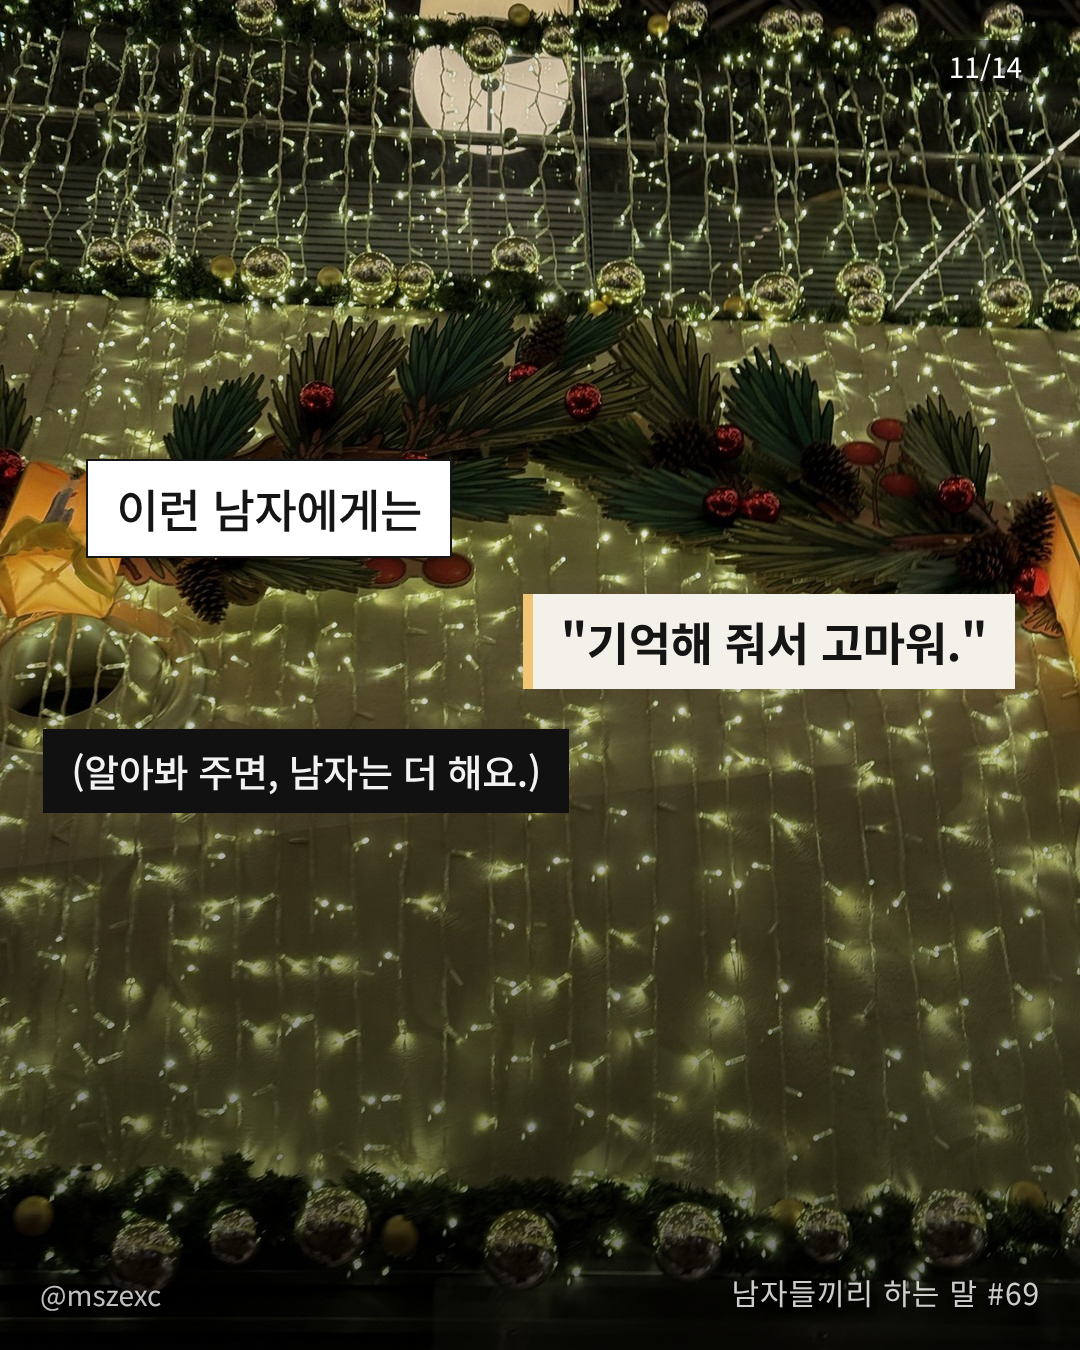 11/14
이런 남자에게는
"기억해 줘서 고마워."
(알아봐 주면, 남자는 더 해요.)
@mszexc
남자들끼리 하는 말 #69